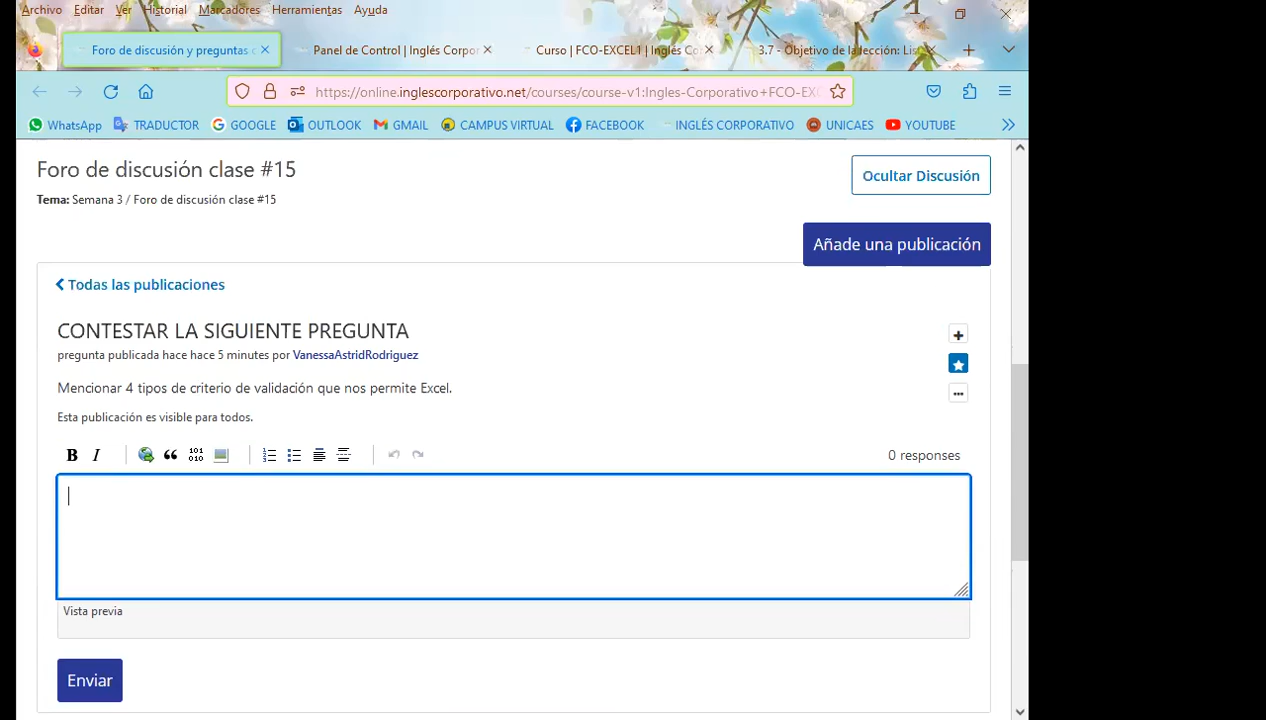 Archivo Editar Ver Historial Marcadores Herramientas Ayuda
Foro de discusión y preguntas Panel de Control | Inglés Corpor Curso | FCO-EXCEL1 | Inglés Co 3.7 - Objetivo de la lección: Lis
https://online.inglescorporativo.net/courses/course-v1:Ingles-Corporativo+FCO-EX
WhatsApp TRADUCTOR GOOGLE OUTLOOK GMAIL CAMPUS VIRTUAL FACEBOOK INGLÉS CORPORATIVO UNICAES YOUTUBE
Foro de discusión clase #15
Ocultar Discusión
Tema: Semana 3 / Foro de discusión clase #15
Añade una publicación
Todas las publicaciones
CONTESTAR LA SIGUIENTE PREGUNTA
pregunta publicada hace hace 5 minutes por VanessaAstridRodriguez
Mencionar 4 tipos de criterio de validación que nos permite Excel.
Esta publicación es visible para todos.
B I 0 responses
Vista previa
Enviar